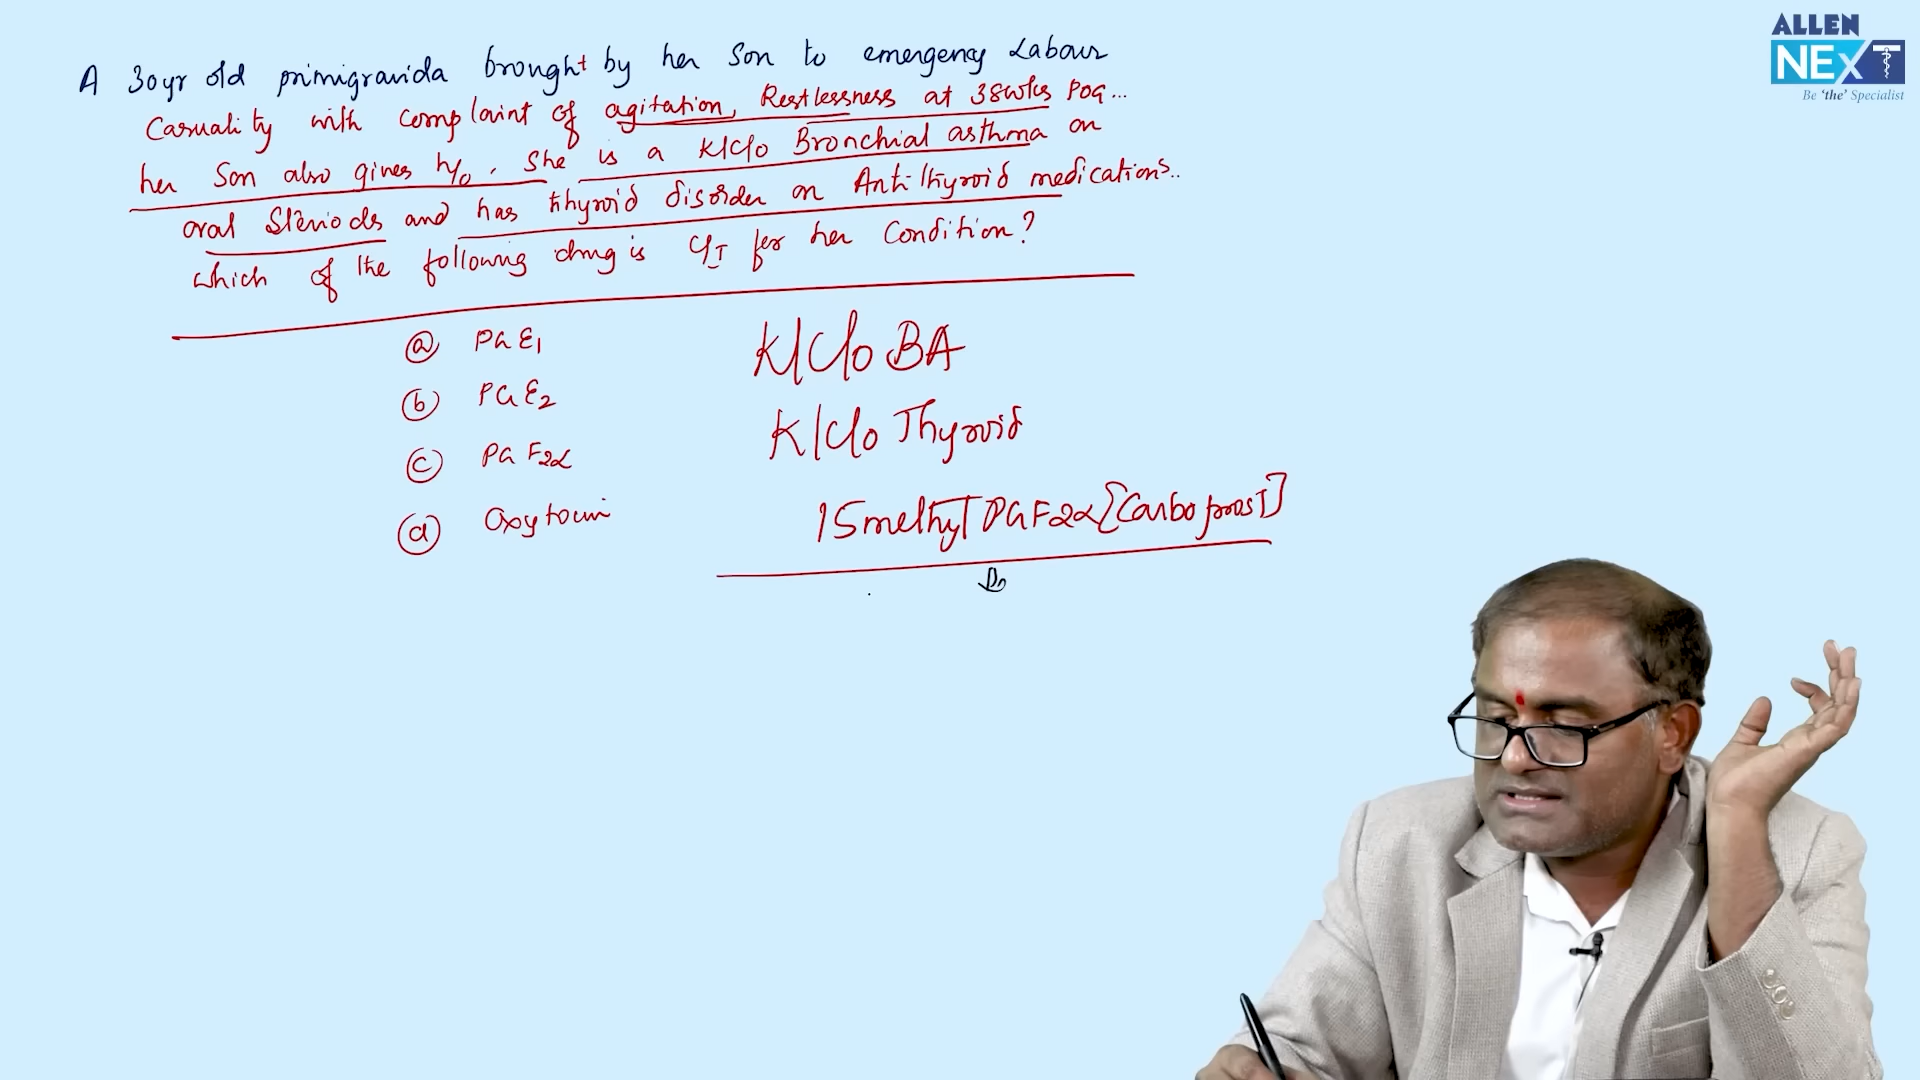 ALLEN
NEXT
Be 'the' Specialist
A 30yr old primigravida brought by her Son to emergency Labour
Casuality with complaint of agitation, Restlessness at 38wks POG...
her Son also gives h/o. She is a K/C/o Bronchial asthma on
oral Steriods and has thyroid disorder on Anti thyroid medications..
which of the following drug is C/I for her Condition?
(a) PGE1
(b) PGE2
(c) PGF2α
(d) Oxytocin
K/C/o BA
K/C/o Thyroid
15methyl PGF2α [Carboprost]